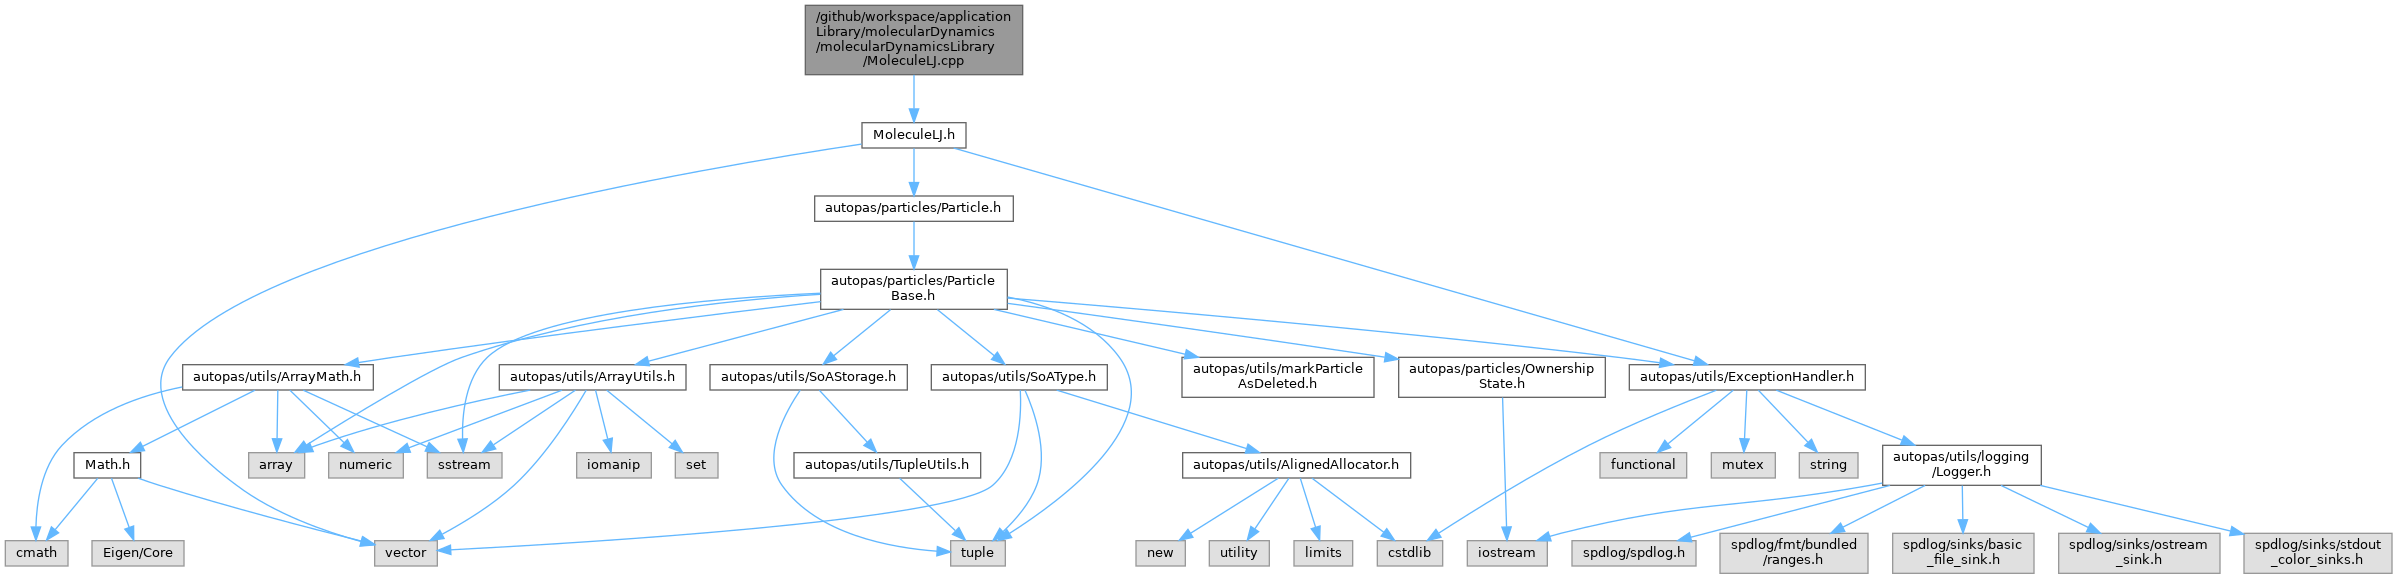 /github/workspace/application
Library/molecularDynamics
/molecularDynamicsLibrary
/MoleculeLJ.cpp
MoleculeLJ.h
autopas/particles/Particle.h
autopas/particles/Particle
Base.h
autopas/utils/ArrayMath.h
autopas/utils/ArrayUtils.h
autopas/utils/SoAStorage.h
autopas/utils/SoAType.h
autopas/utils/markParticle
AsDeleted.h
autopas/particles/Ownership
State.h
autopas/utils/ExceptionHandler.h
Math.h
array
numeric
sstream
iomanip
set
autopas/utils/TupleUtils.h
autopas/utils/AlignedAllocator.h
functional
mutex
string
autopas/utils/logging
/Logger.h
cmath
Eigen/Core
vector
tuple
new
utility
limits
cstdlib
iostream
spdlog/spdlog.h
spdlog/fmt/bundled
/ranges.h
spdlog/sinks/basic
_file_sink.h
spdlog/sinks/ostream
_sink.h
spdlog/sinks/stdout
_color_sinks.h